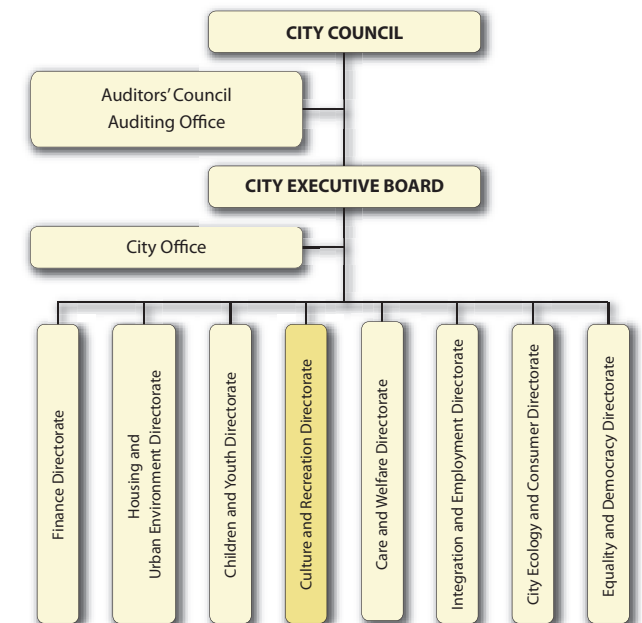 CITY COUNCIL
Auditors' Council
Auditing Office
CITY EXECUTIVE BOARD
City Office
Finance Directorate
Housing and
Urban Environment Directorate
Children and Youth Directorate
Culture and Recreation Directorate
Care and Welfare Directorate
Integration and Employment Directorate
City Ecology and Consumer Directorate
Equality and Democracy Directorate